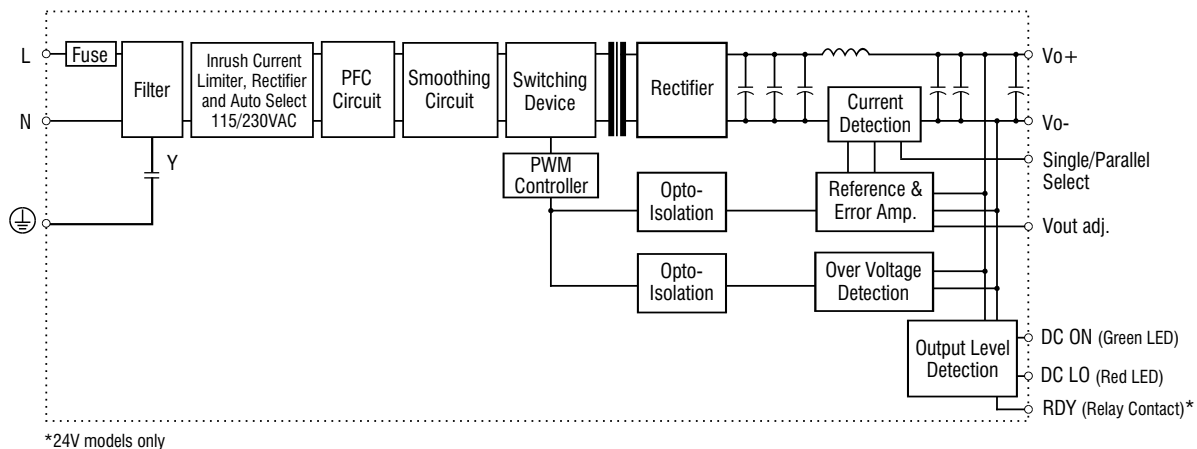 L
Fuse
Filter
Inrush Current
Limiter, Rectifier
and Auto Select
115/230VAC
PFC
Circuit
Smoothing
Circuit
Switching
Device
Rectifier
Current
Detection
Vo+
N
Vo-
Y
PWM
Controller
Opto-
Isolation
Reference &
Error Amp.
Single/Parallel
Select
Vout adj.
Opto-
Isolation
Over Voltage
Detection
Output Level
Detection
DC ON (Green LED)
DC LO (Red LED)
RDY (Relay Contact)*
*24V models only